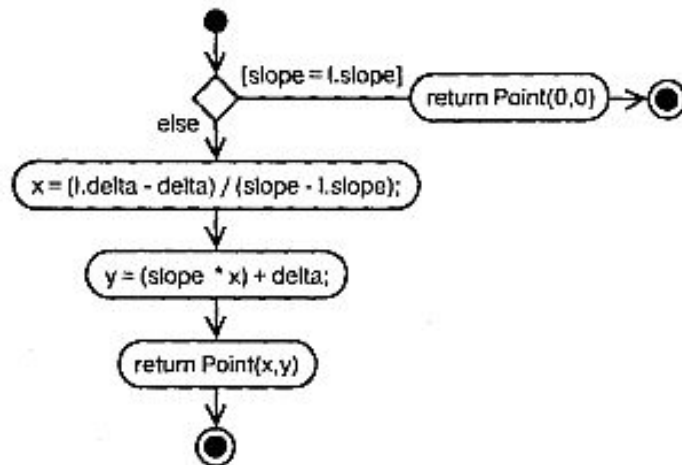 [slope = l.slope]
return Point(0,0)
else
x = (l.delta - delta) / (slope - l.slope);
y = (slope * x) + delta;
return Point(x,y)